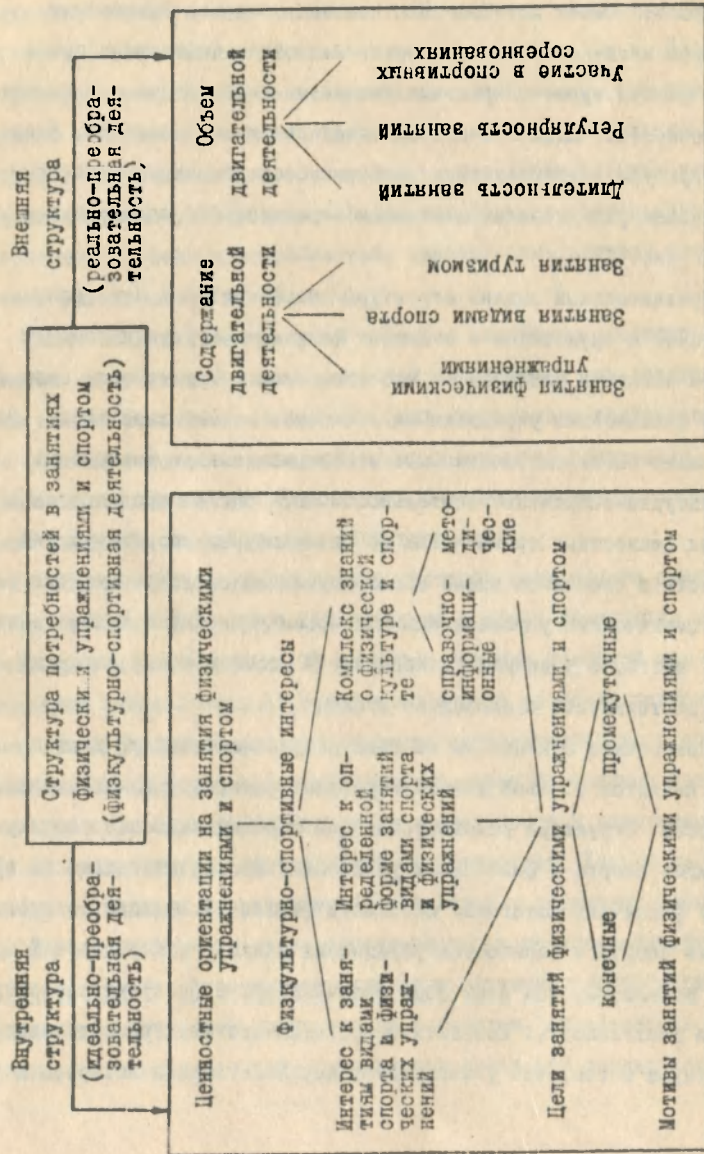 Структура потребностей в занятиях
физически и упражнениями и спортом
(физкультурно-спортивная деятельность)
Внутренняя
структура
(идеально-преобра-
зовательная дея-
тельность)
Внешняя
структура
(реально-преобра-
зовательная дея-
тельность)
Ценностные ориентации на занятия физическими
упражнениями и спортом
Физкультурно-спортивные интересы
Интерес к заня-
тиям видами
спорта и физи-
ческих упраж-
нений
Интерес к оп-
ределенной
форме занятий
видами спорта
и физических
упражнений
Комплекс знаний
о физической
культуре и спор-
те
справочно-
информаци-
онные
мето-
ди-
чес-
кие
Цели занятий физическими упражнениями и спортом
конечные
промежуточные
Мотивы занятий физическими упражнениями и спортом
Содержание
двигательной
деятельности
Занятия физическими
упражнениями
Занятия видами спорта
Занятия туризмом
Объем
двигательной
деятельности
Длительность занятий
Регулярность занятий
Участие в спортивных
соревнованиях